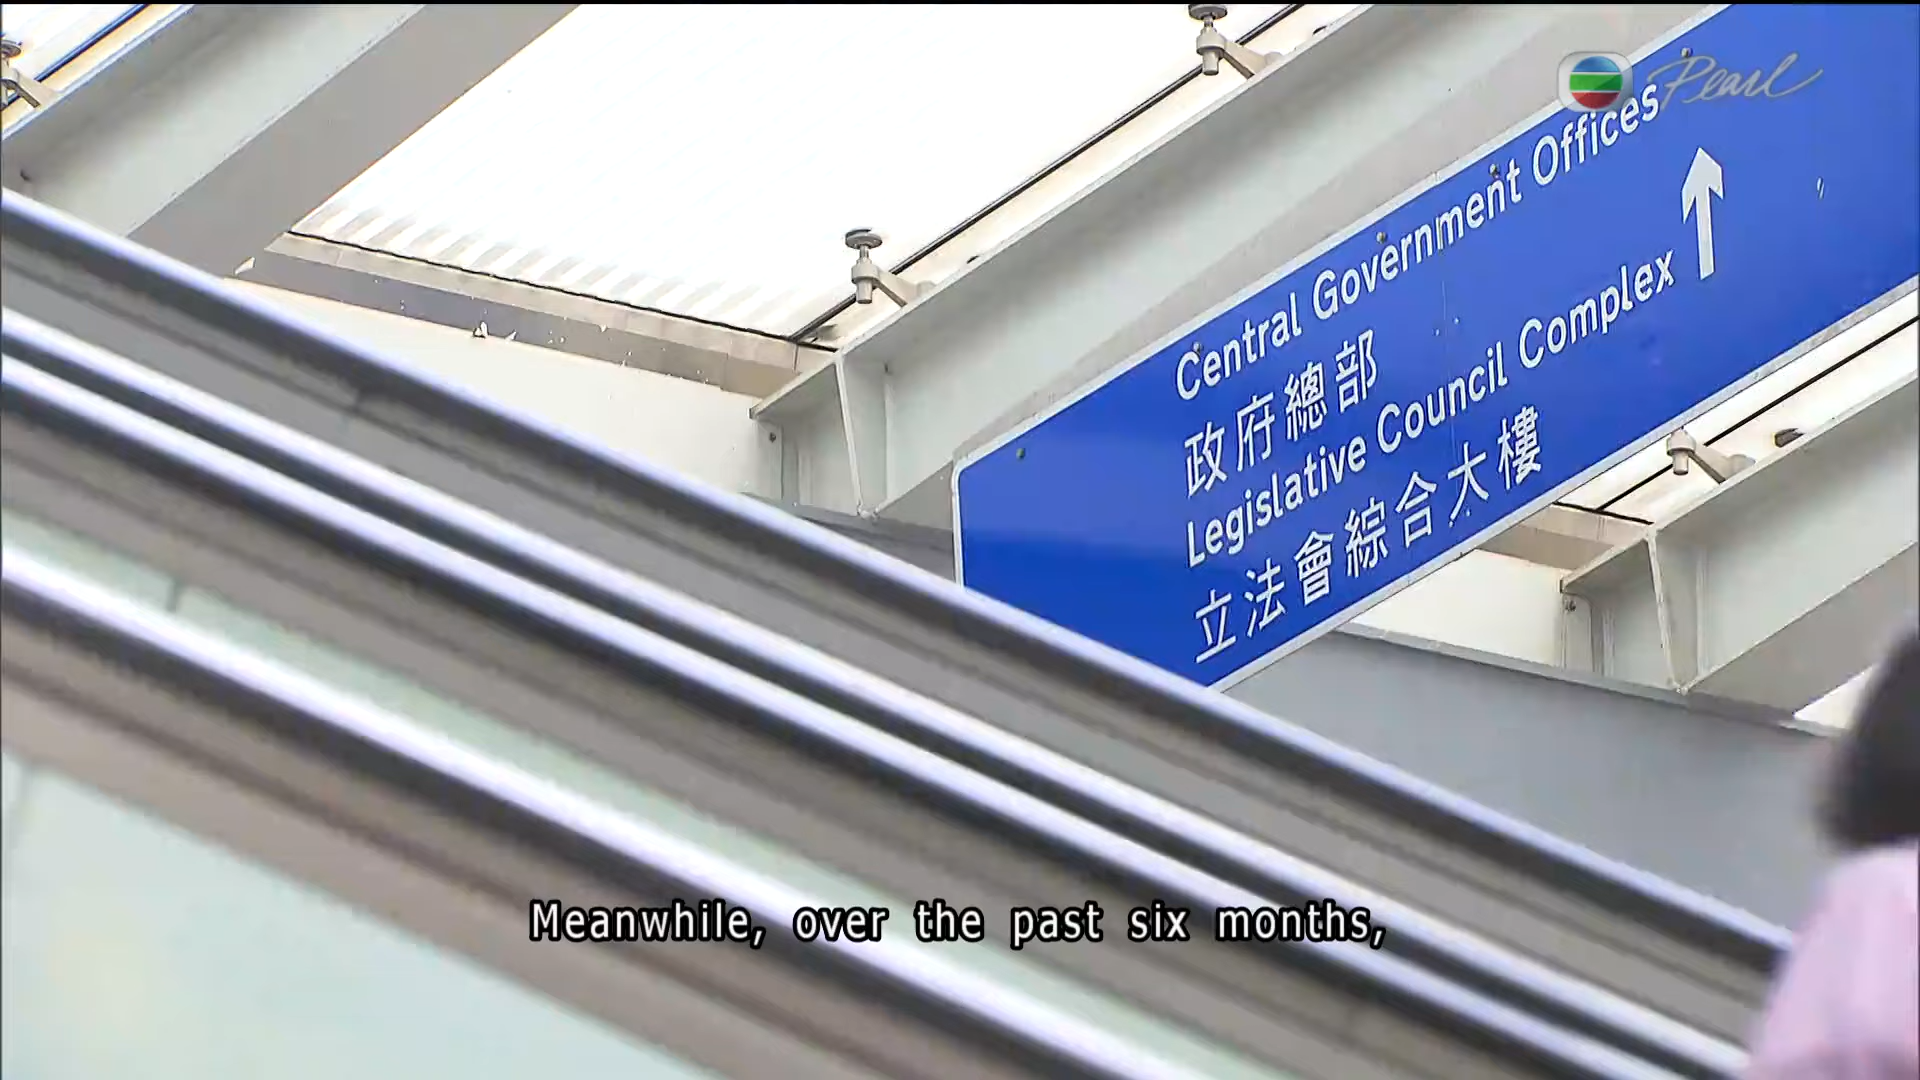 Pearl
Central Government Offices
政府總部
Legislative Council Complex
立法會綜合大樓
Meanwhile, over the past six months,